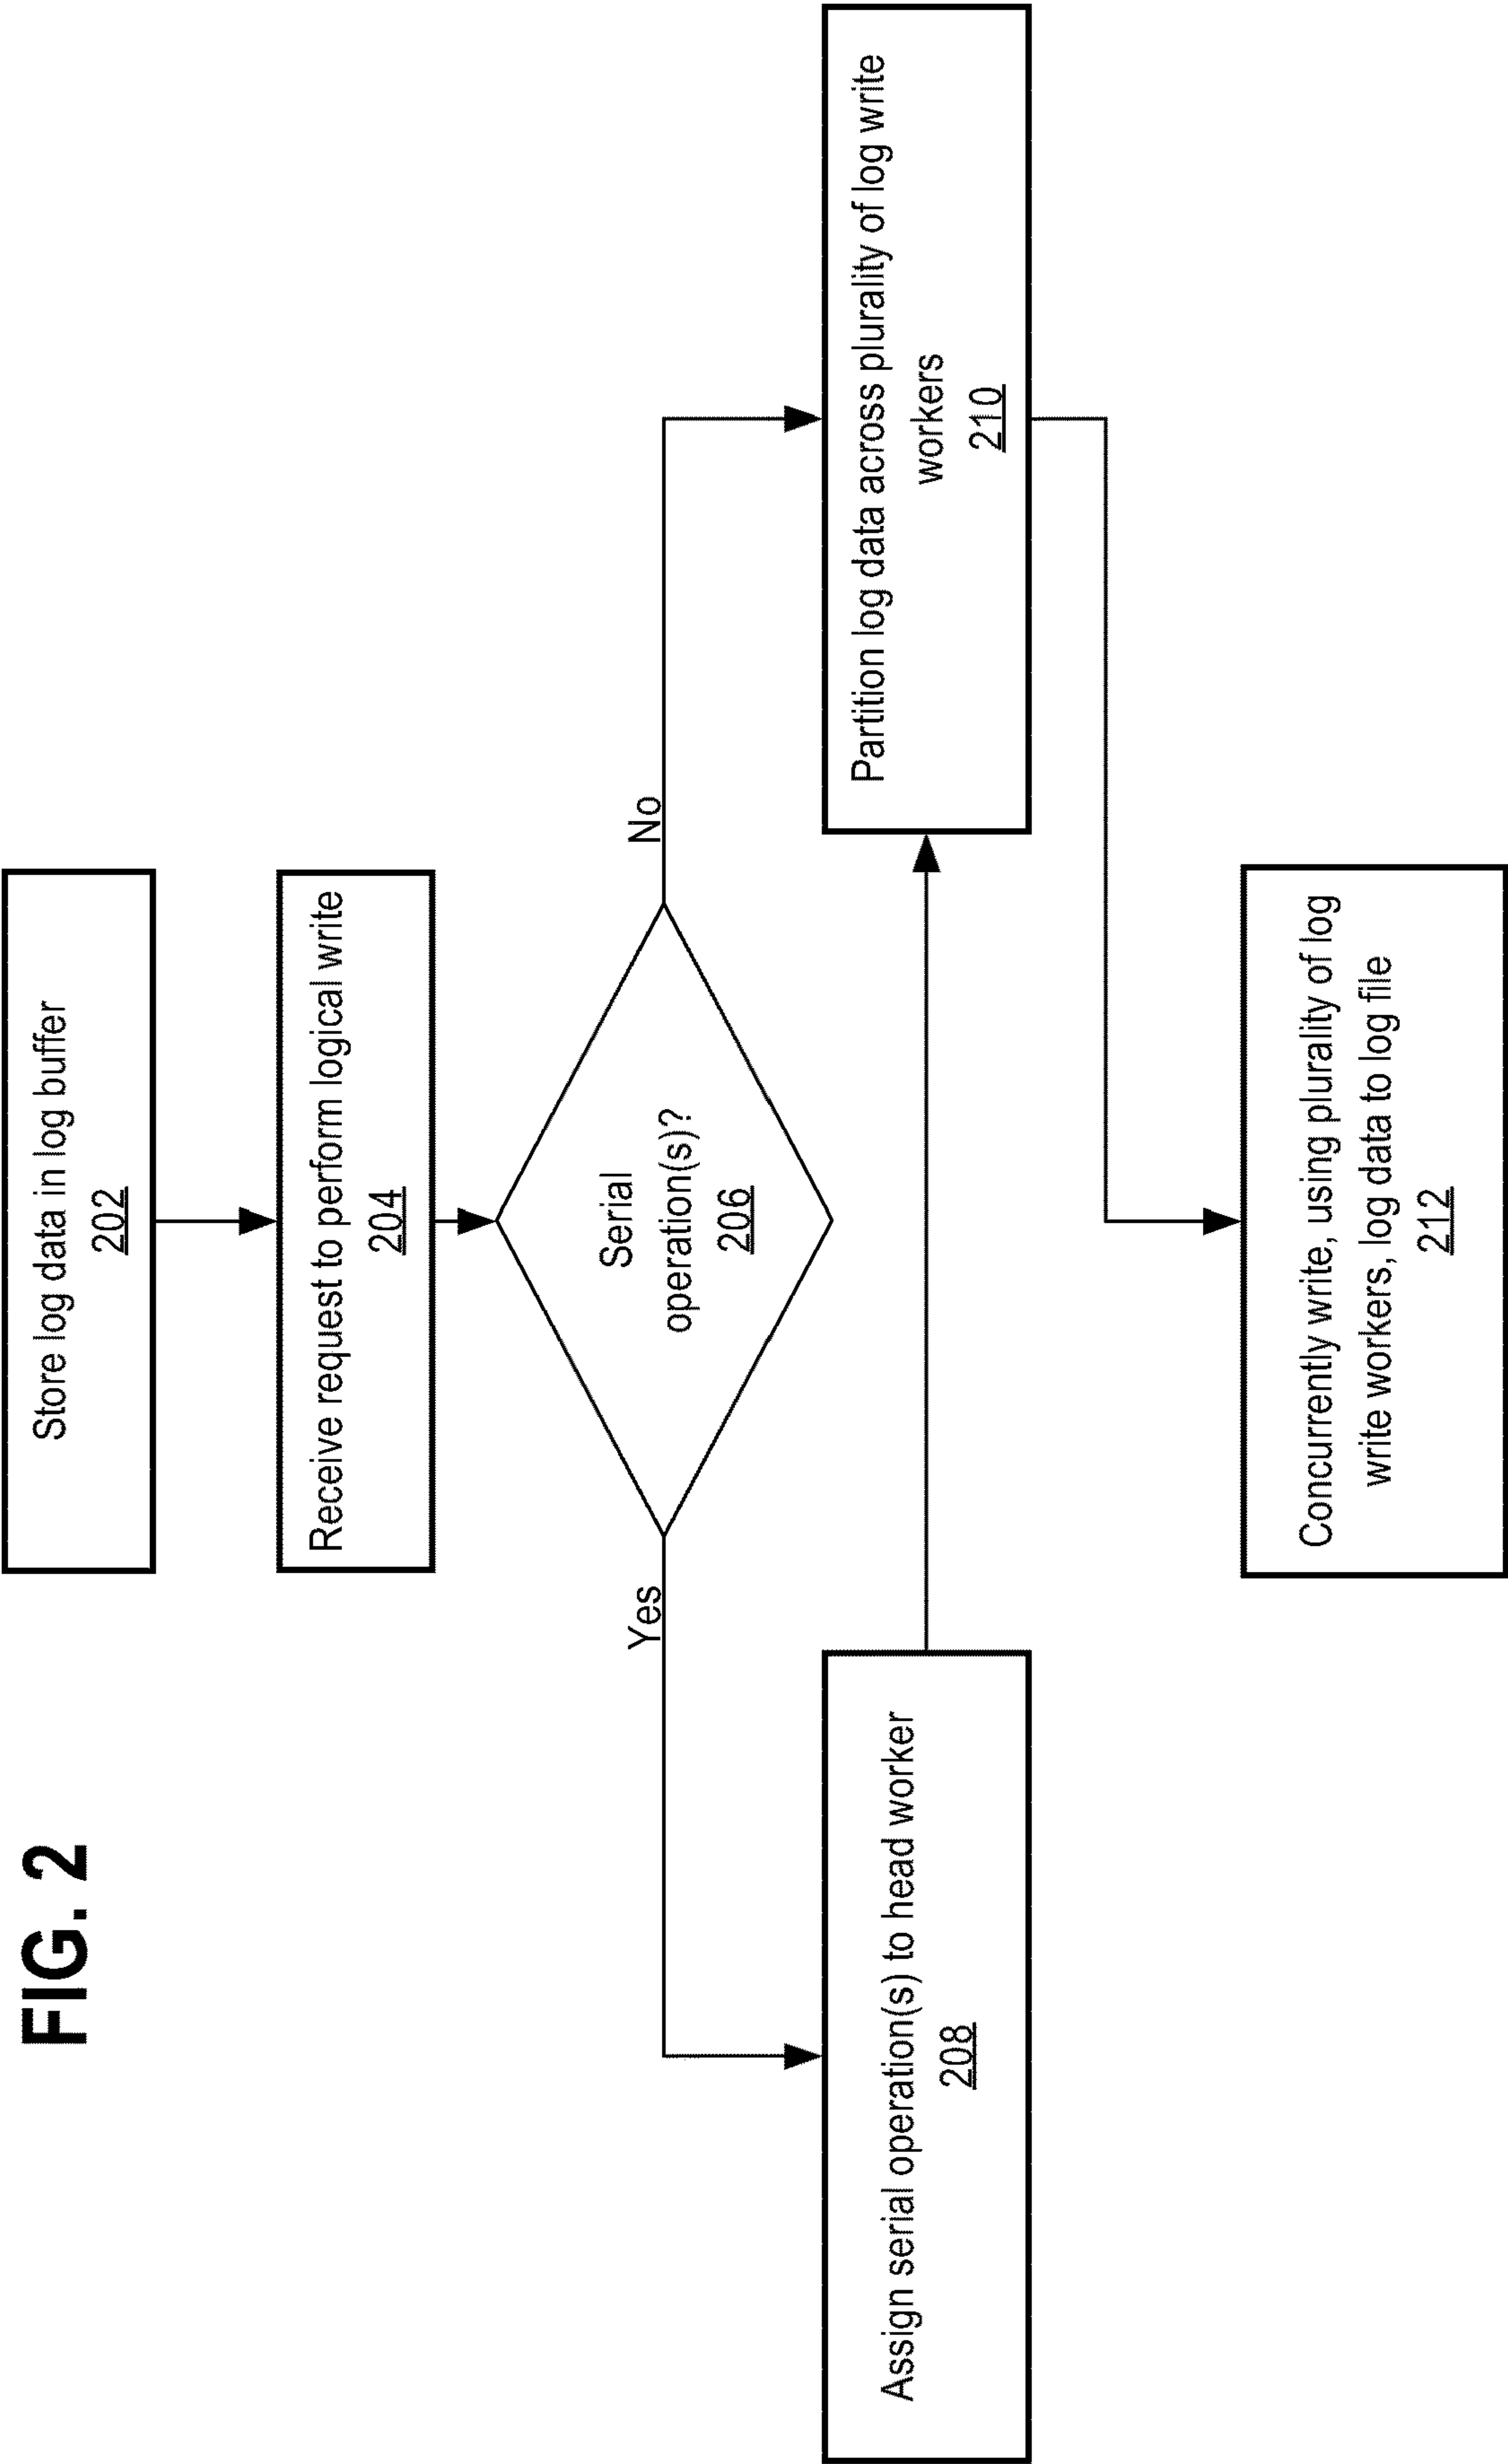 FIG. 2
Store log data in log buffer
202
Receive request to perform logical write
204
Serial
operation(s)?
206
Yes
No
Assign serial operation(s) to head worker
208
Partition log data across plurality of log write
workers
210
Concurrently write, using plurality of log
write workers, log data to log file
212